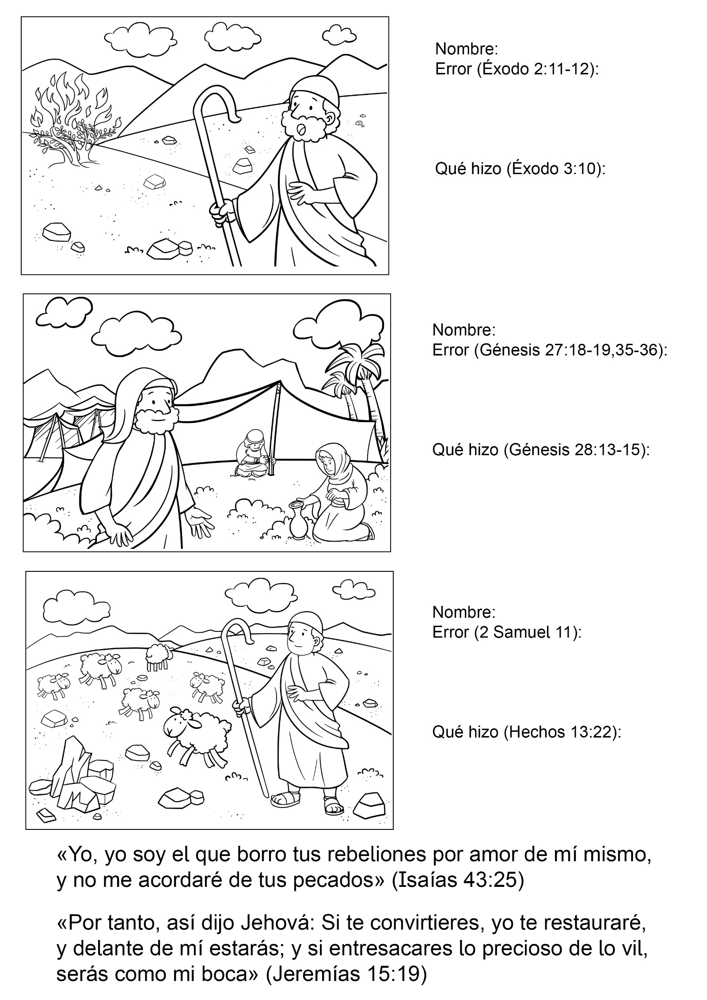 Nombre:
Error (Éxodo 2:11-12):
Qué hizo (Éxodo 3:10):
Nombre:
Error (Génesis 27:18-19,35-36):
Qué hizo (Génesis 28:13-15):
Nombre:
Error (2 Samuel 11):
Qué hizo (Hechos 13:22):
«Yo, yo soy el que borro tus rebeliones por amor de mí mismo,
y no me acordaré de tus pecados» (Isaías 43:25)
«Por tanto, así dijo Jehová: Si te convirtieres, yo te restauraré,
y delante de mí estarás; y si entresacares lo precioso de lo vil,
serás como mi boca» (Jeremías 15:19)